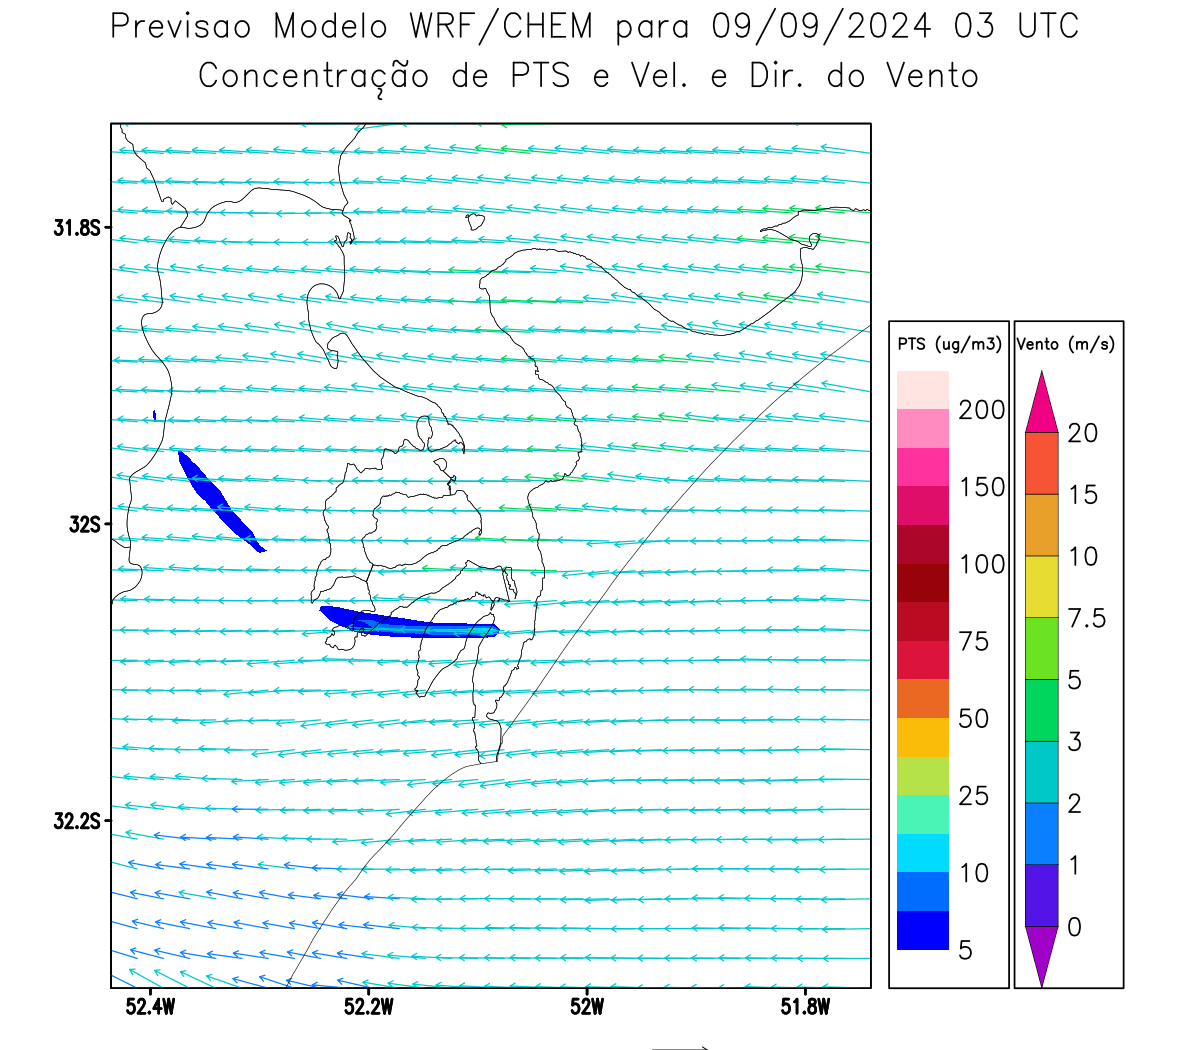 Previsao Modelo WRF/CHEM para 09/09/2024 03 UTC
Concentração de PTS e Vel. e Dir. do Vento
31.8S
32S
32.2S
52.4W
52.2W
52W
51.8W
PTS (ug/m3)
200
150
100
75
50
25
10
5
Vento (m/s)
20
15
10
7.5
5
3
2
1
0